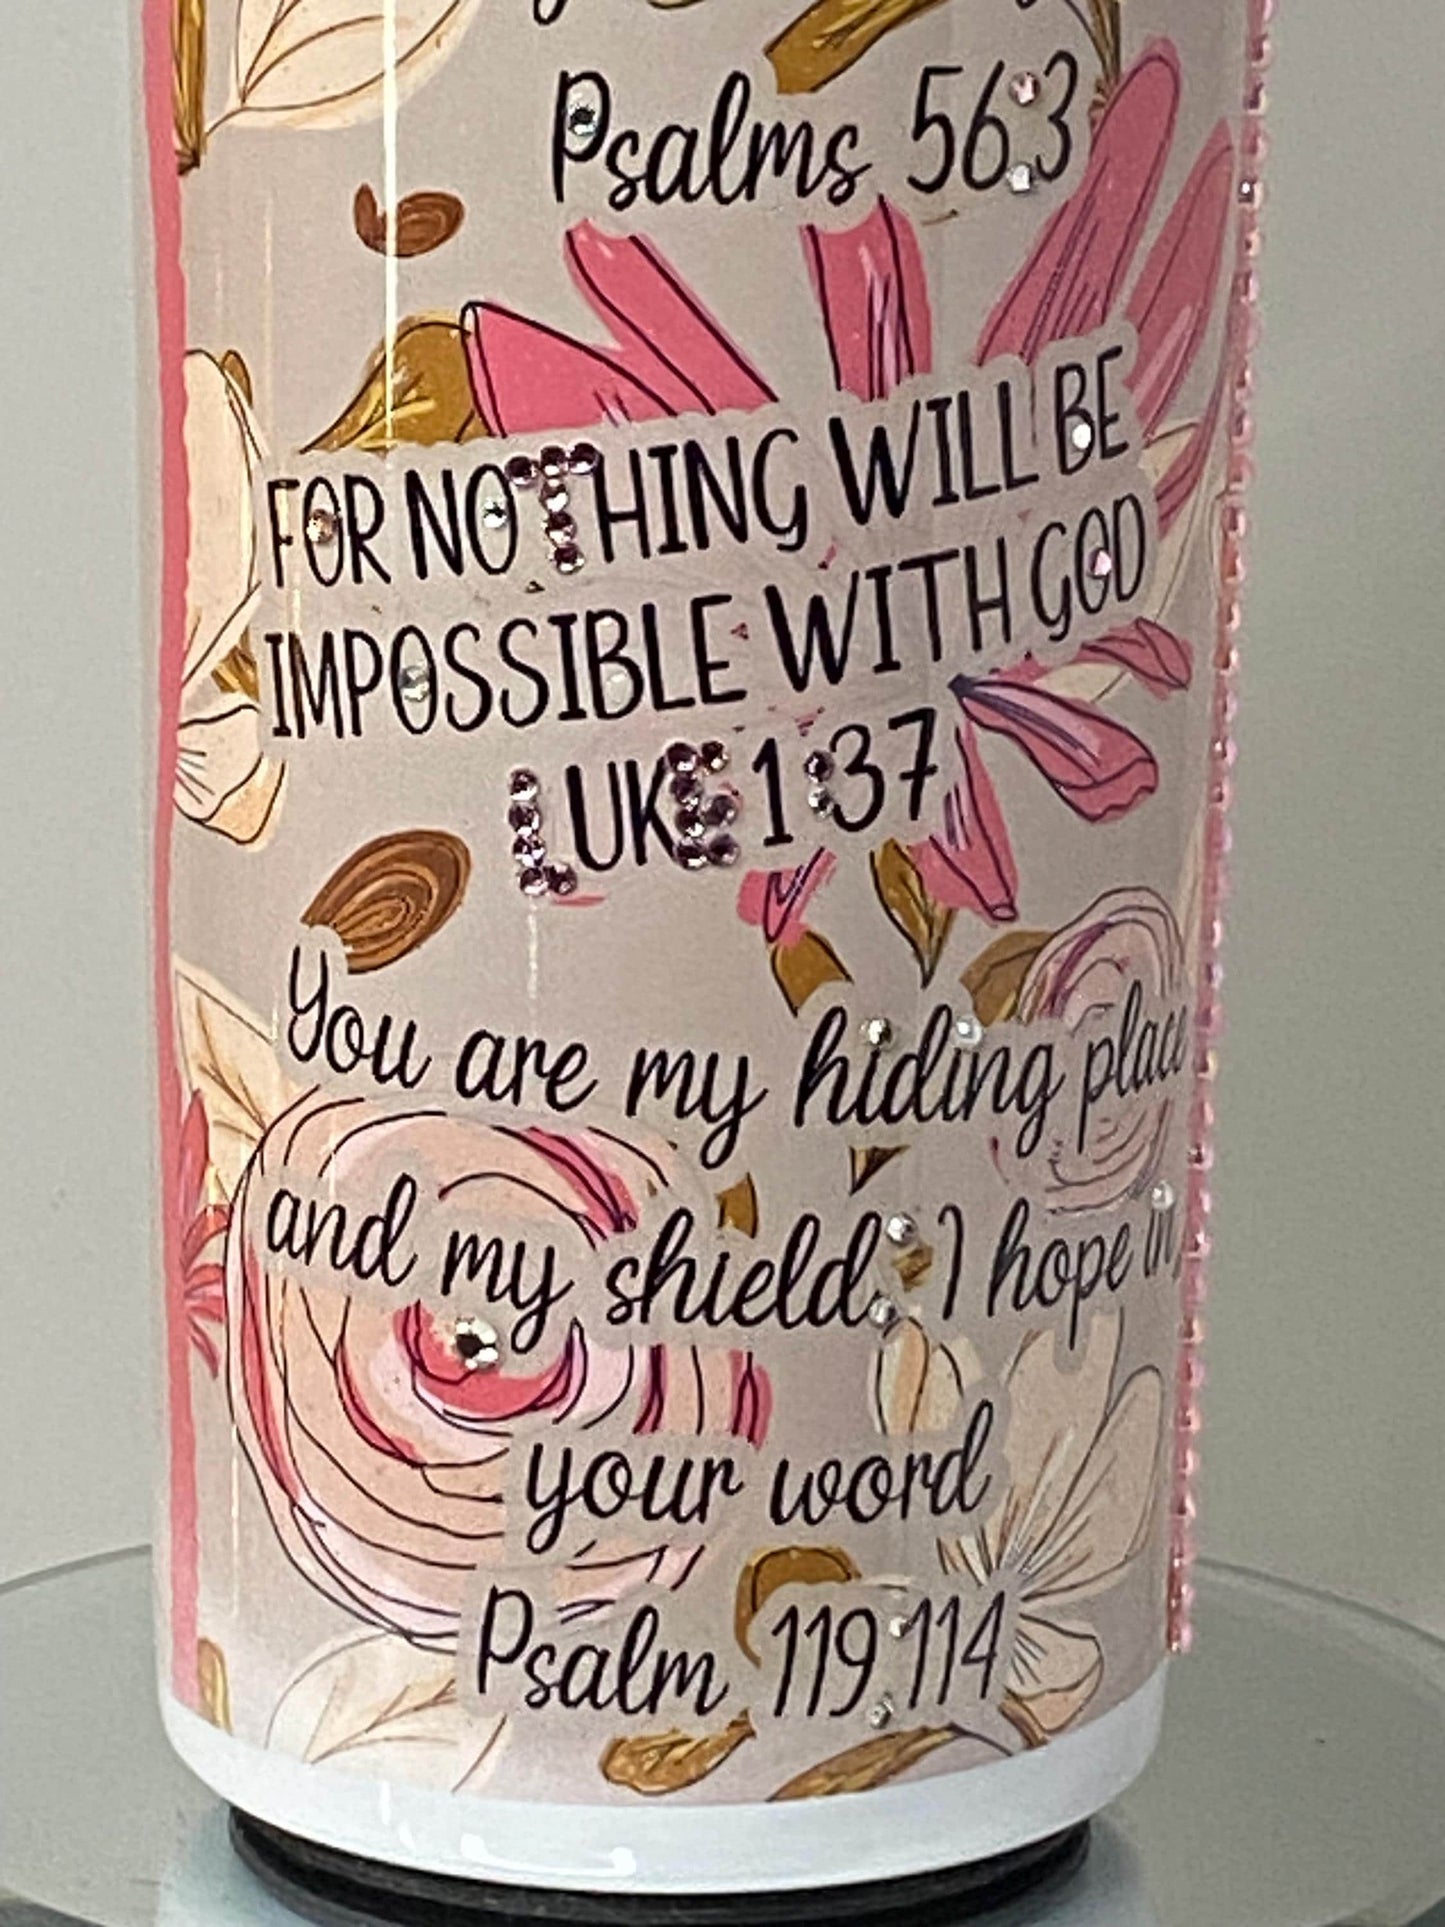 Psalms 56:3
FOR NOTHING WILL BE
IMPOSSIBLE WITH GOD
LUKE 1:37
You are my hiding place
and my shield; I hope in
your word
Psalm 119:114